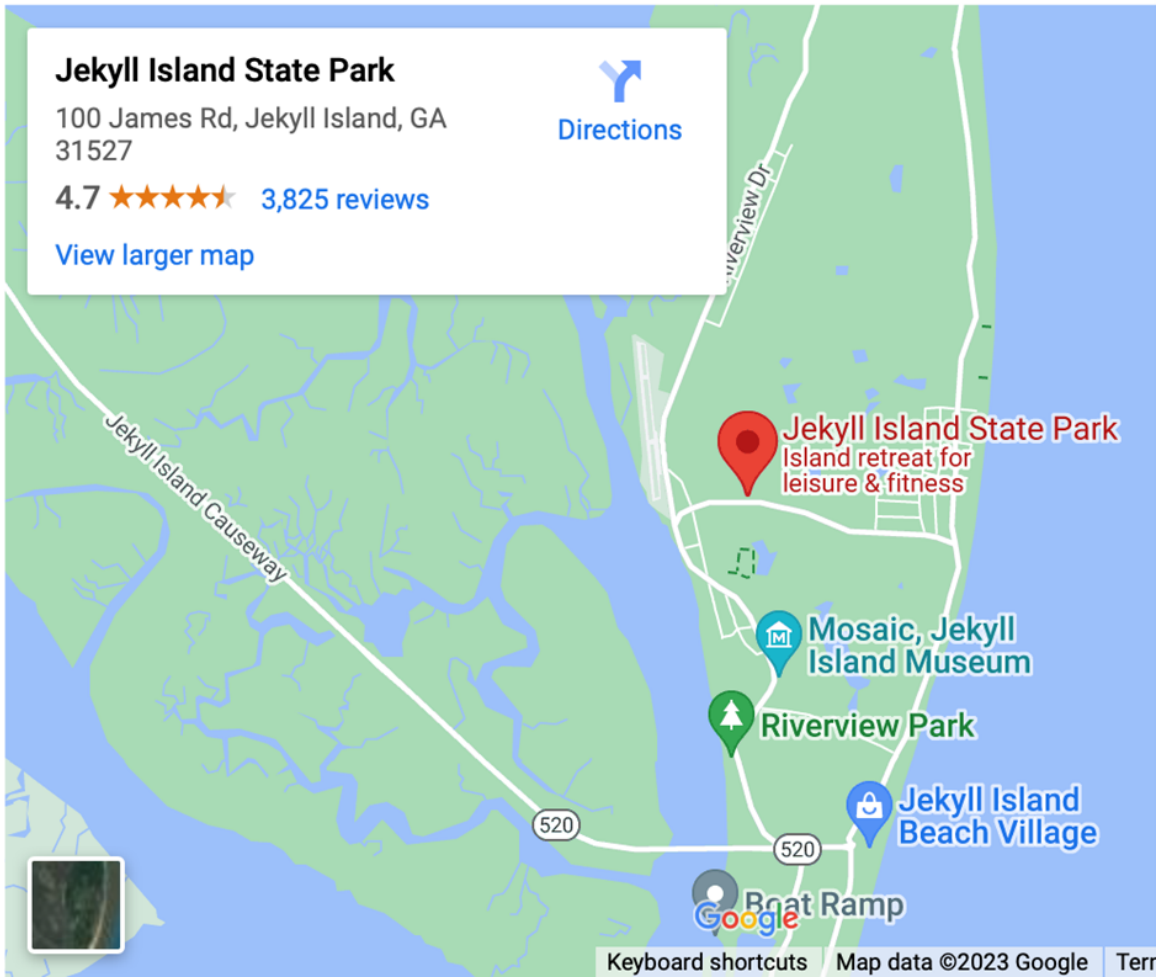 Jekyll Island State Park
100 James Rd, Jekyll Island, GA
31527
Directions
4.7
3,825 reviews
View larger map
Riverview Dr
Jekyll Island Causeway
Jekyll Island State Park
Island retreat for
leisure & fitness
M
Mosaic, Jekyll
Island Museum
Riverview Park
Jekyll Island
Beach Village
520
520
Boat Ramp
Google
Keyboard shortcuts
Map data ©2023 Google